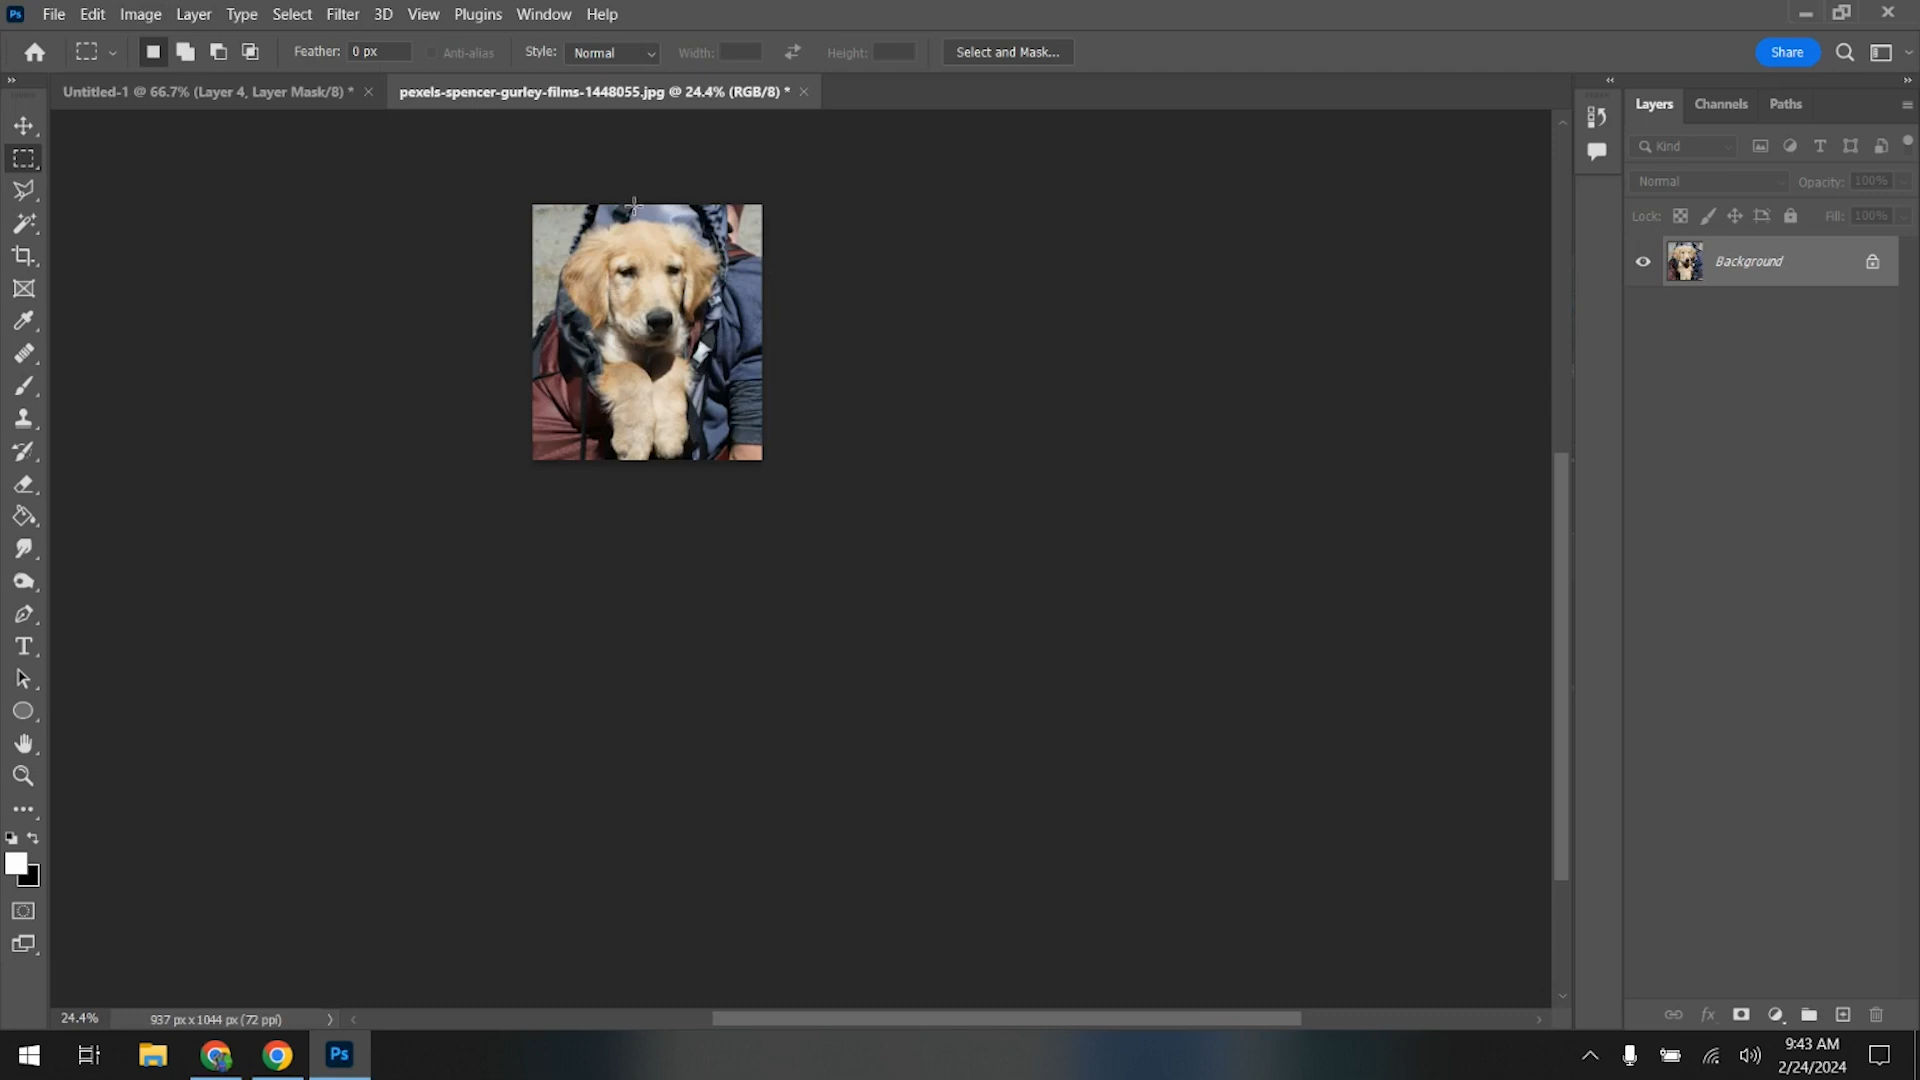 Ps File Edit Image Layer Type Select Filter 3D View Plugins Window Help
Feather: 0 px Anti-alias Style: Normal Width: Height: Select and Mask... Share
Untitled-1 @ 66.7% (Layer 4, Layer Mask/8) * × pexels-spencer-gurley-films-1448055.jpg @ 24.4% (RGB/8) * ×
Layers Channels Paths
Kind
Normal Opacity: 100%
Lock: Fill: 100%
Background
24.4% 937 px x 1044 px (72 ppi)
Ps
9:43 AM
2/24/2024